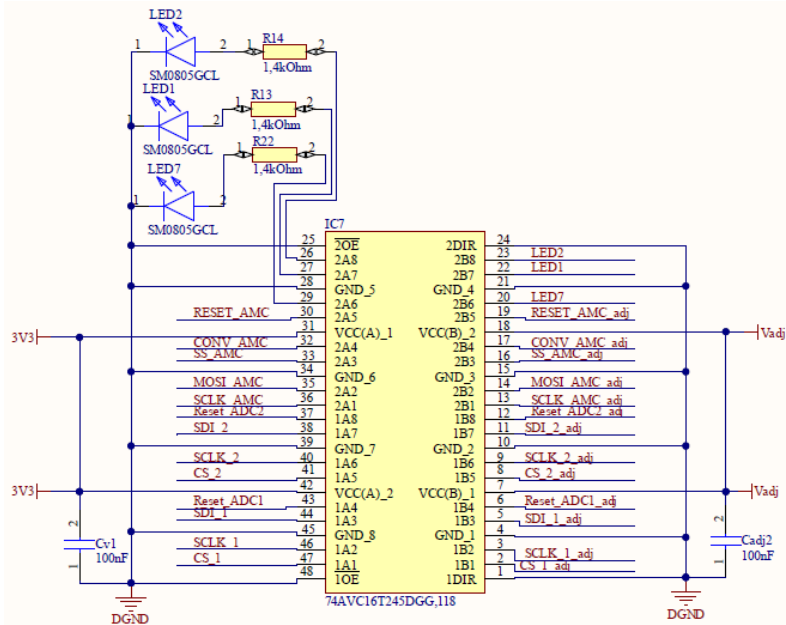 LED2
R14
1 2 1 2
SM0805GCL 1,4kOhm
LED1
R13
1 2 1 2
SM0805GCL 1,4kOhm
R22
LED7
1 2 1 2
1,4kOhm
SM0805GCL
IC7
25 2OE 2DIR 24
26 2A8 2B8 23 LED2
27 2A7 2B7 22 LED1
28 GND_5 GND_4 21
29 2A6 2B6 20 LED7
RESET_AMC 30 2A5 2B5 19 RESET_AMC_adj
3V3 31 VCC(A)_1 VCC(B)_2 18 Vadj
CONV_AMC 32 2A4 2B4 17 CONV_AMC_adj
SS_AMC 33 2A3 2B3 16 SS_AMC_adj
34 GND_6 GND_3 15
MOSI_AMC 35 2A2 2B2 14 MOSI_AMC_adj
SCLK_AMC 36 2A1 2B1 13 SCLK_AMC_adj
Reset_ADC2 37 1A8 1B8 12 Reset_ADC2_adj
SDI_2 38 1A7 1B7 11 SDI_2_adj
39 GND_7 GND_2 10
SCLK_2 40 1A6 1B6 9 SCLK_2_adj
CS_2 41 1A5 1B5 8 CS_2_adj
3V3 42 VCC(A)_2 VCC(B)_1 7 Vadj
Reset_ADC1 43 1A4 1B4 6 Reset_ADC1_adj
SDI_1 44 1A3 1B3 5 SDI_1_adj
45 GND_8 GND_1 4
SCLK_1 46 1A2 1B2 3 SCLK_1_adj
CS_1 47 1A1 1B1 2 CS_1_adj
48 1OE 1DIR 1
2 Cv1 1
100nF
2 Cadj2 1
100nF
DGND
74AVC16T245DGG,118
DGND